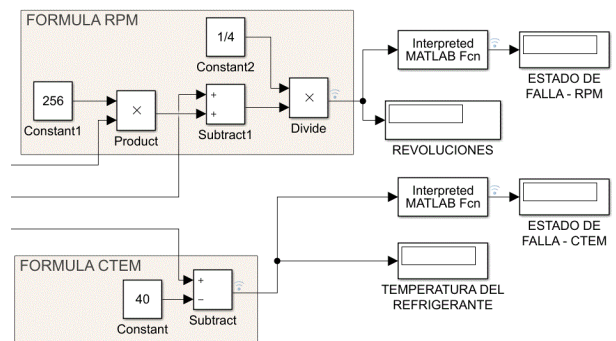 FORMULA RPM
1/4
Constant2
256
Constant1
×
Product
+
+
Subtract1
×
Divide
Interpreted
MATLAB Fcn
ESTADO DE
FALLA - RPM
REVOLUCIONES
Interpreted
MATLAB Fcn
ESTADO DE
FALLA - CTEM
FORMULA CTEM
40
Constant
+
−
Subtract
TEMPERATURA DEL
REFRIGERANTE